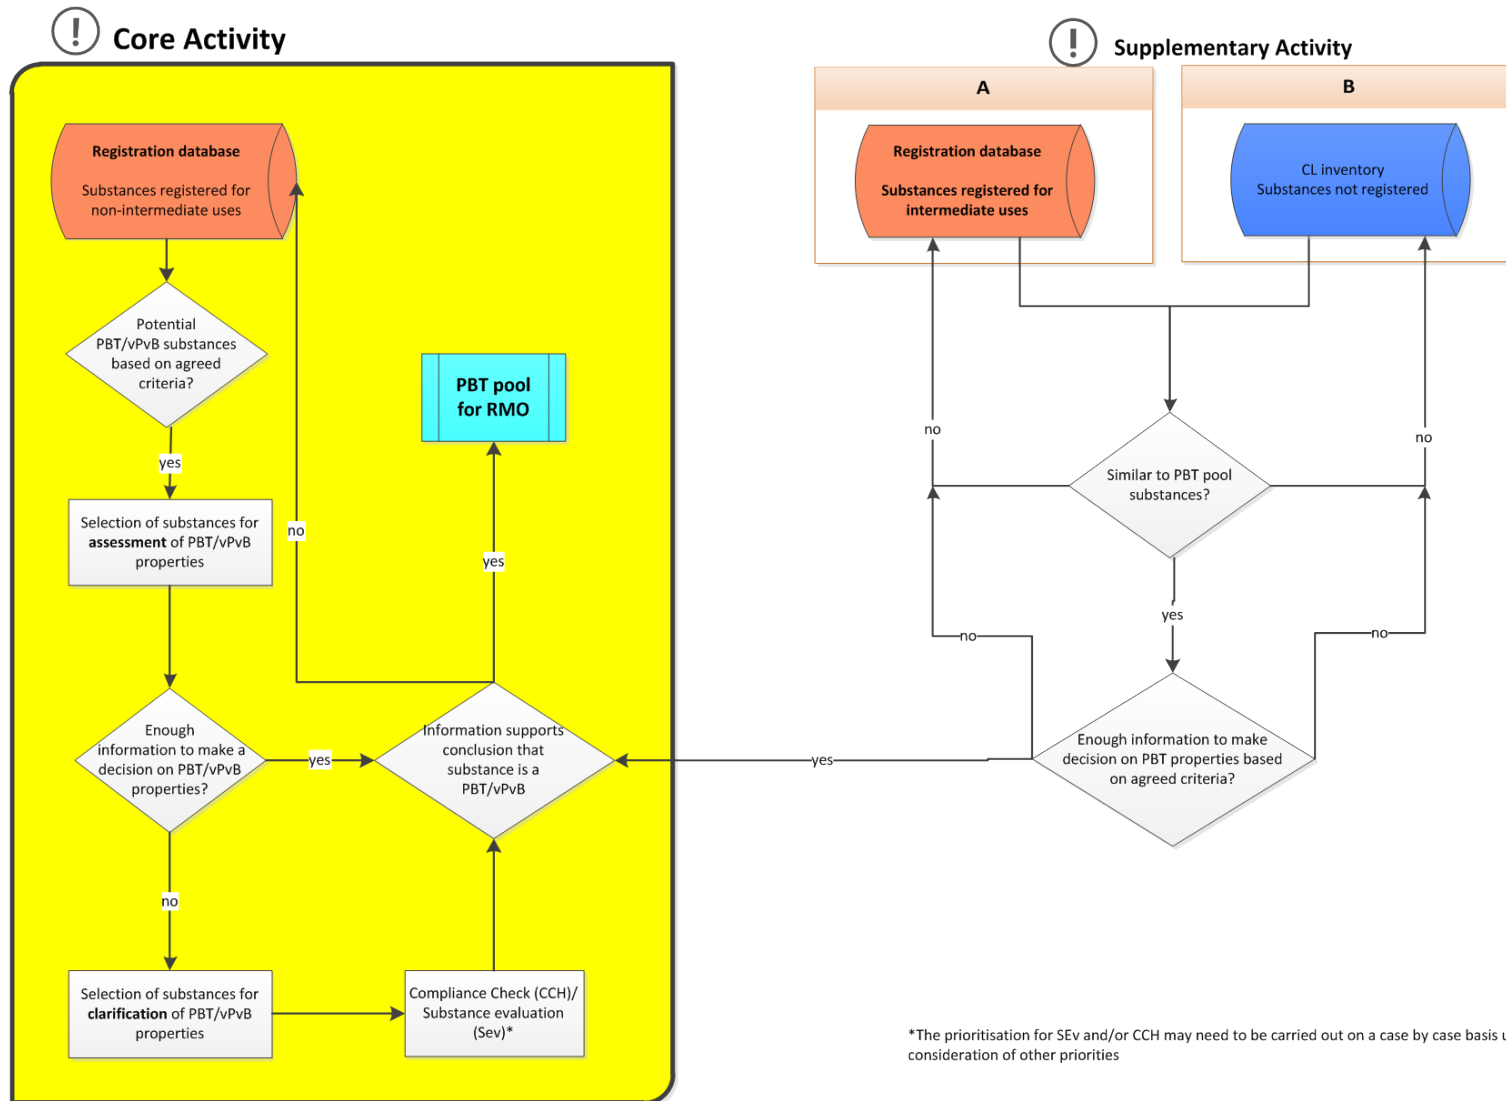 ! Core Activity
Registration database
Substances registered for
non-intermediate uses
Potential
PBT/vPvB substances
based on agreed
criteria?
yes
Selection of substances for
assessment of PBT/vPvB
properties
Enough
information to make a
decision on PBT/vPvB
properties?
yes
no
Selection of substances for
clarification of PBT/vPvB
properties
Compliance Check (CCH)/
Substance evaluation
(Sev)*
Information supports
conclusion that
substance is a
PBT/vPvB
no
yes
PBT pool
for RMO
! Supplementary Activity
A
Registration database
Substances registered for
intermediate uses
B
CL inventory
Substances not registered
no
no
Similar to PBT pool
substances?
yes
no
no
Enough information to make
decision on PBT properties based
on agreed criteria?
yes
*The prioritisation for SEv and/or CCH may need to be carried out on a case by case basis u
consideration of other priorities